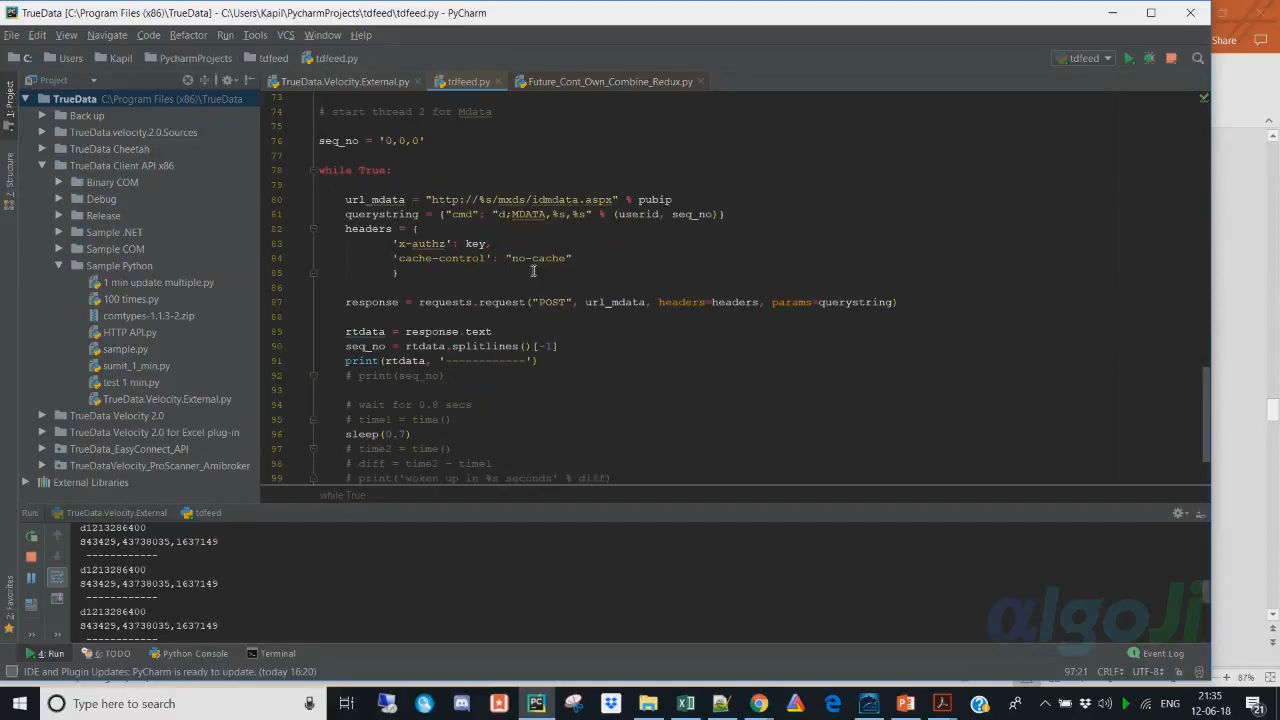 TrueData [C:\Program Files (x86)\TrueData] - C:\Users\Kapil\PycharmProjects\tdfeed\tdfeed.py - PyCharm
File Edit View Navigate Code Refactor Run Tools VCS Window Help
Share
C: Users Kapil PycharmProjects tdfeed tdfeed.py
tdfeed
1: Project
Project
TrueData.Velocity.External.py
tdfeed.py
Future_Cont_Own_Combine_Redux.py
TrueData C:\Program Files (x86)\TrueData
Back up
TrueData.velocity.2.0.Sources
TrueData Cheetah
TrueData Client API x86
Binary COM
Debug
Release
Sample .NET
Sample COM
Sample Python
1 min update multiple.py
100 times.py
comtypes-1.1.3-2.zip
HTTP API.py
sample.py
sumit_1_min.py
test 1 min.py
TrueData.Velocity.External.py
TrueData Velocity 2.0
TrueData Velocity 2.0 for Excel plug-in
TrueData_EasyConnect_API
TrueDataVelocity_ProScanner_Amibroker
External Libraries
Structure
73
74 # start thread 2 for Mdata
75
76 seq_no = '0,0,0'
77
78 while True:
79
80 url_mdata = "http://%s/mxds/idmdata.aspx" % pubip
81 querystring = {"cmd": "d;MDATA,%s,%s" % (userid, seq_no)}
82 headers = {
83 'x-authz': key,
84 'cache-control': "no-cache"
85 }
86
87 response = requests.request("POST", url_mdata, headers=headers, params=querystring)
88
89 rtdata = response.text
90 seq_no = rtdata.splitlines()[-1]
91 print(rtdata, '------------')
92 # print(seq_no)
93
94 # wait for 0.8 secs
95 # time1 = time()
96 sleep(0.7)
97 # time2 = time()
98 # diff = time2 - time1
99 # print('woken up in %s seconds' % diff)
while True
Run: TrueData.Velocity.External tdfeed
d1213286400
S43429,43738035,1637149
------------
d1213286400
S43429,43738035,1637149
------------
d1213286400
S43429,43738035,1637149
------------
2: Favorites
algoJi
4: Run 6: TODO Python Console Terminal Event Log
IDE and Plugin Updates: PyCharm is ready to update. (today 16:20) 97:21 CRLF UTF-8
87%
Type here to search
ENG
21:35
12-06-18
21